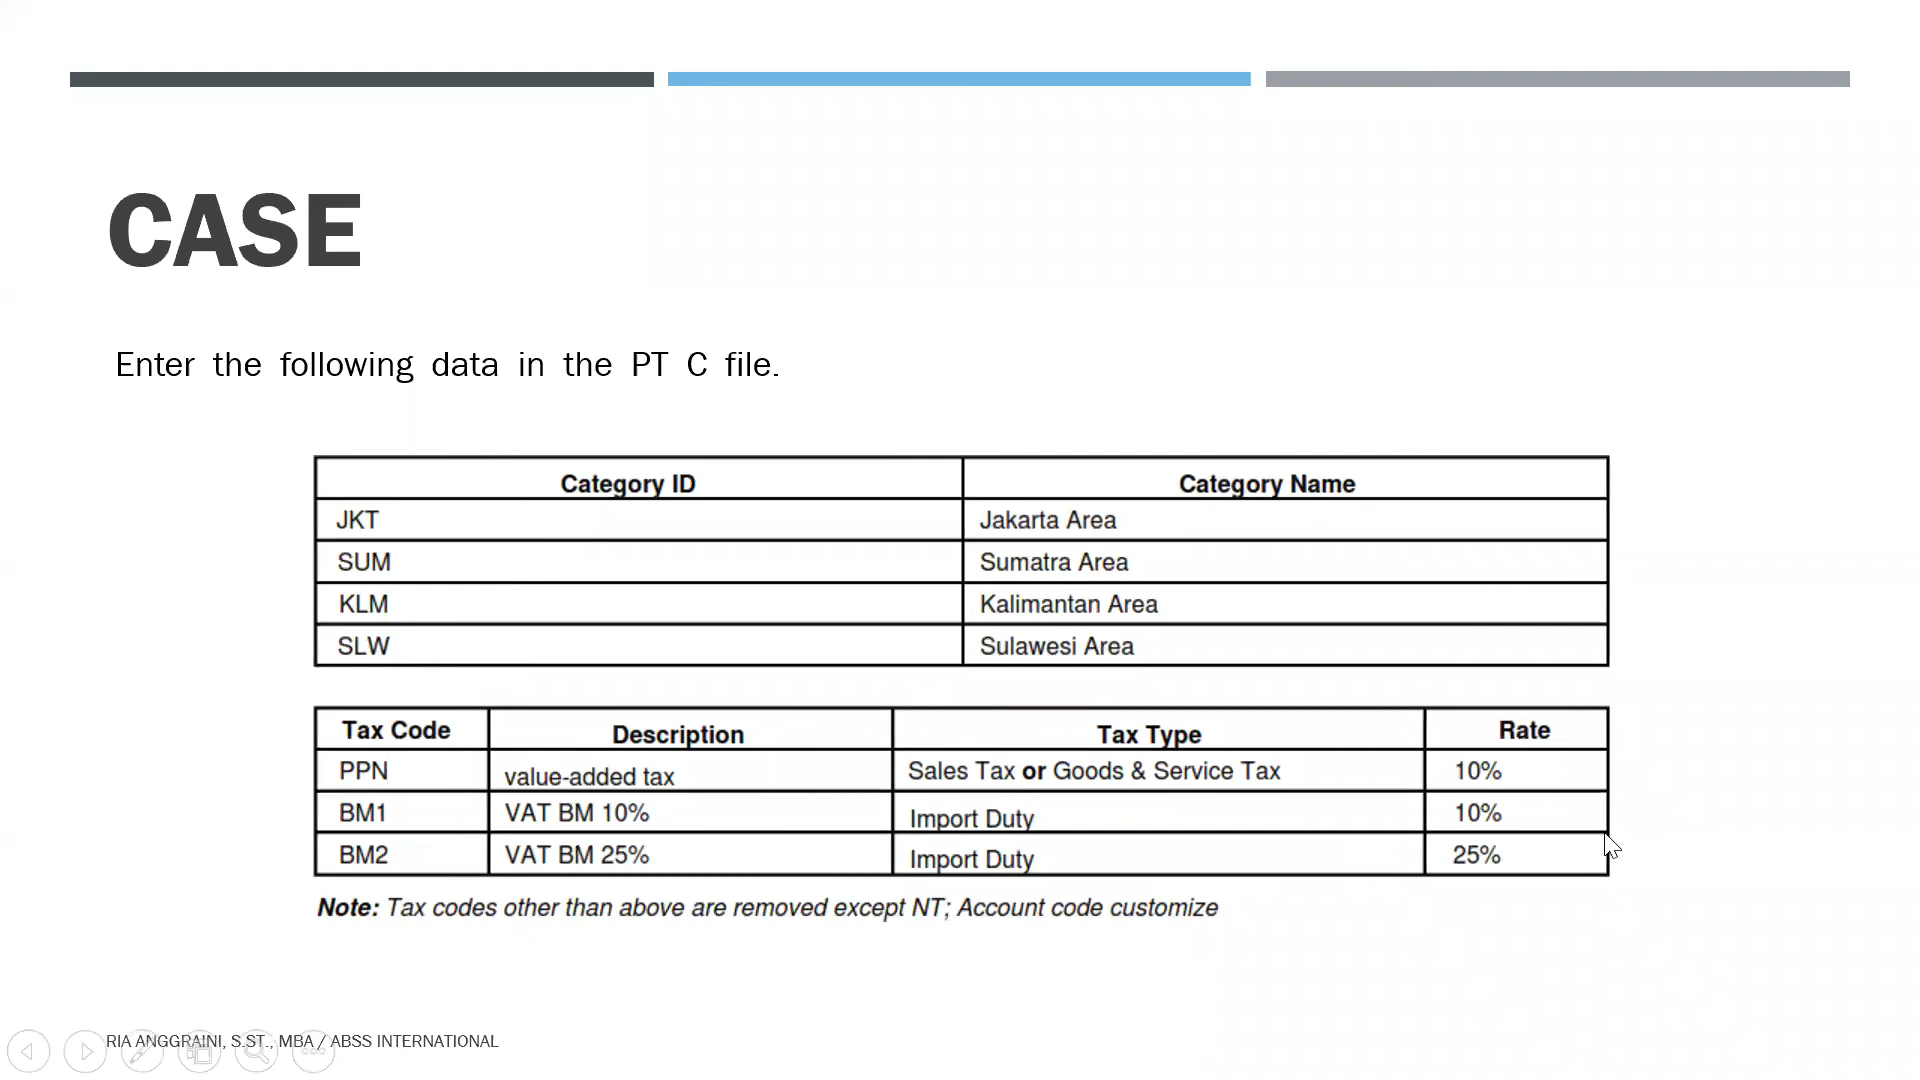 CASE
Enter the following data in the PT C file.
Category ID Category Name
JKT Jakarta Area
SUM Sumatra Area
KLM Kalimantan Area
SLW Sulawesi Area
Tax Code Description Tax Type Rate
PPN value-added tax Sales Tax or Goods & Service Tax 10%
BM1 VAT BM 10% Import Duty 10%
BM2 VAT BM 25% Import Duty 25%
Note: Tax codes other than above are removed except NT; Account code customize
RIA ANGGRAINI, S.ST., MBA / ABSS INTERNATIONAL